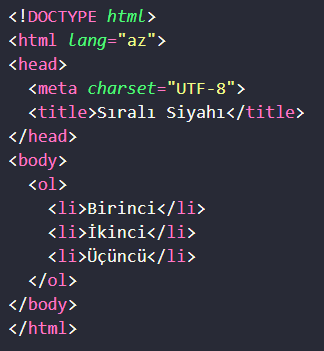 <!DOCTYPE html>
<html lang="az">
<head>
  <meta charset="UTF-8">
  <title>Sıralı Siyahı</title>
</head>
<body>
  <ol>
    <li>Birinci</li>
    <li>İkinci</li>
    <li>Üçüncü</li>
  </ol>
</body>
</html>